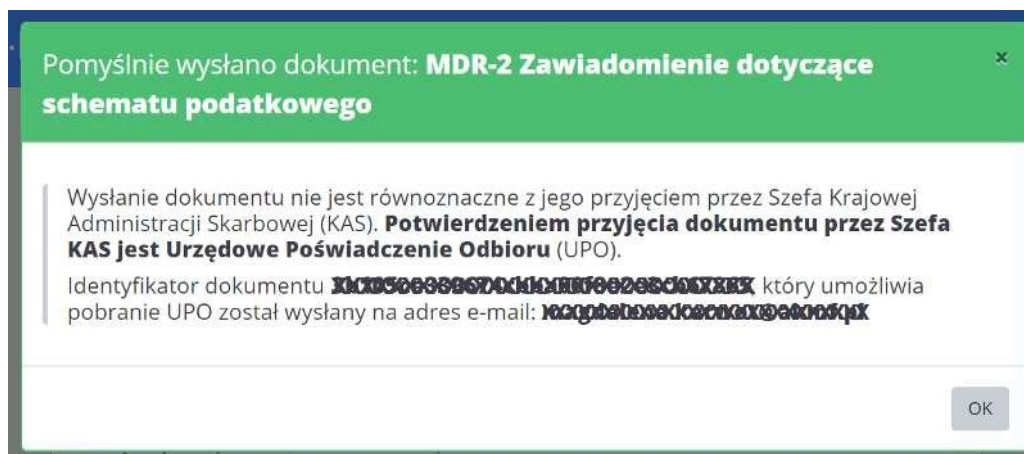 Pomyślnie wysłano dokument: MDR-2 Zawiadomienie dotyczące
schematu podatkowego
×
Wysłanie dokumentu nie jest równoznaczne z jego przyjęciem przez Szefa Krajowej
Administracji Skarbowej (KAS). Potwierdzeniem przyjęcia dokumentu przez Szefa
KAS jest Urzędowe Poświadczenie Odbioru (UPO).
Identyfikator dokumentu , który umożliwia
pobranie UPO został wysłany na adres e-mail:
OK